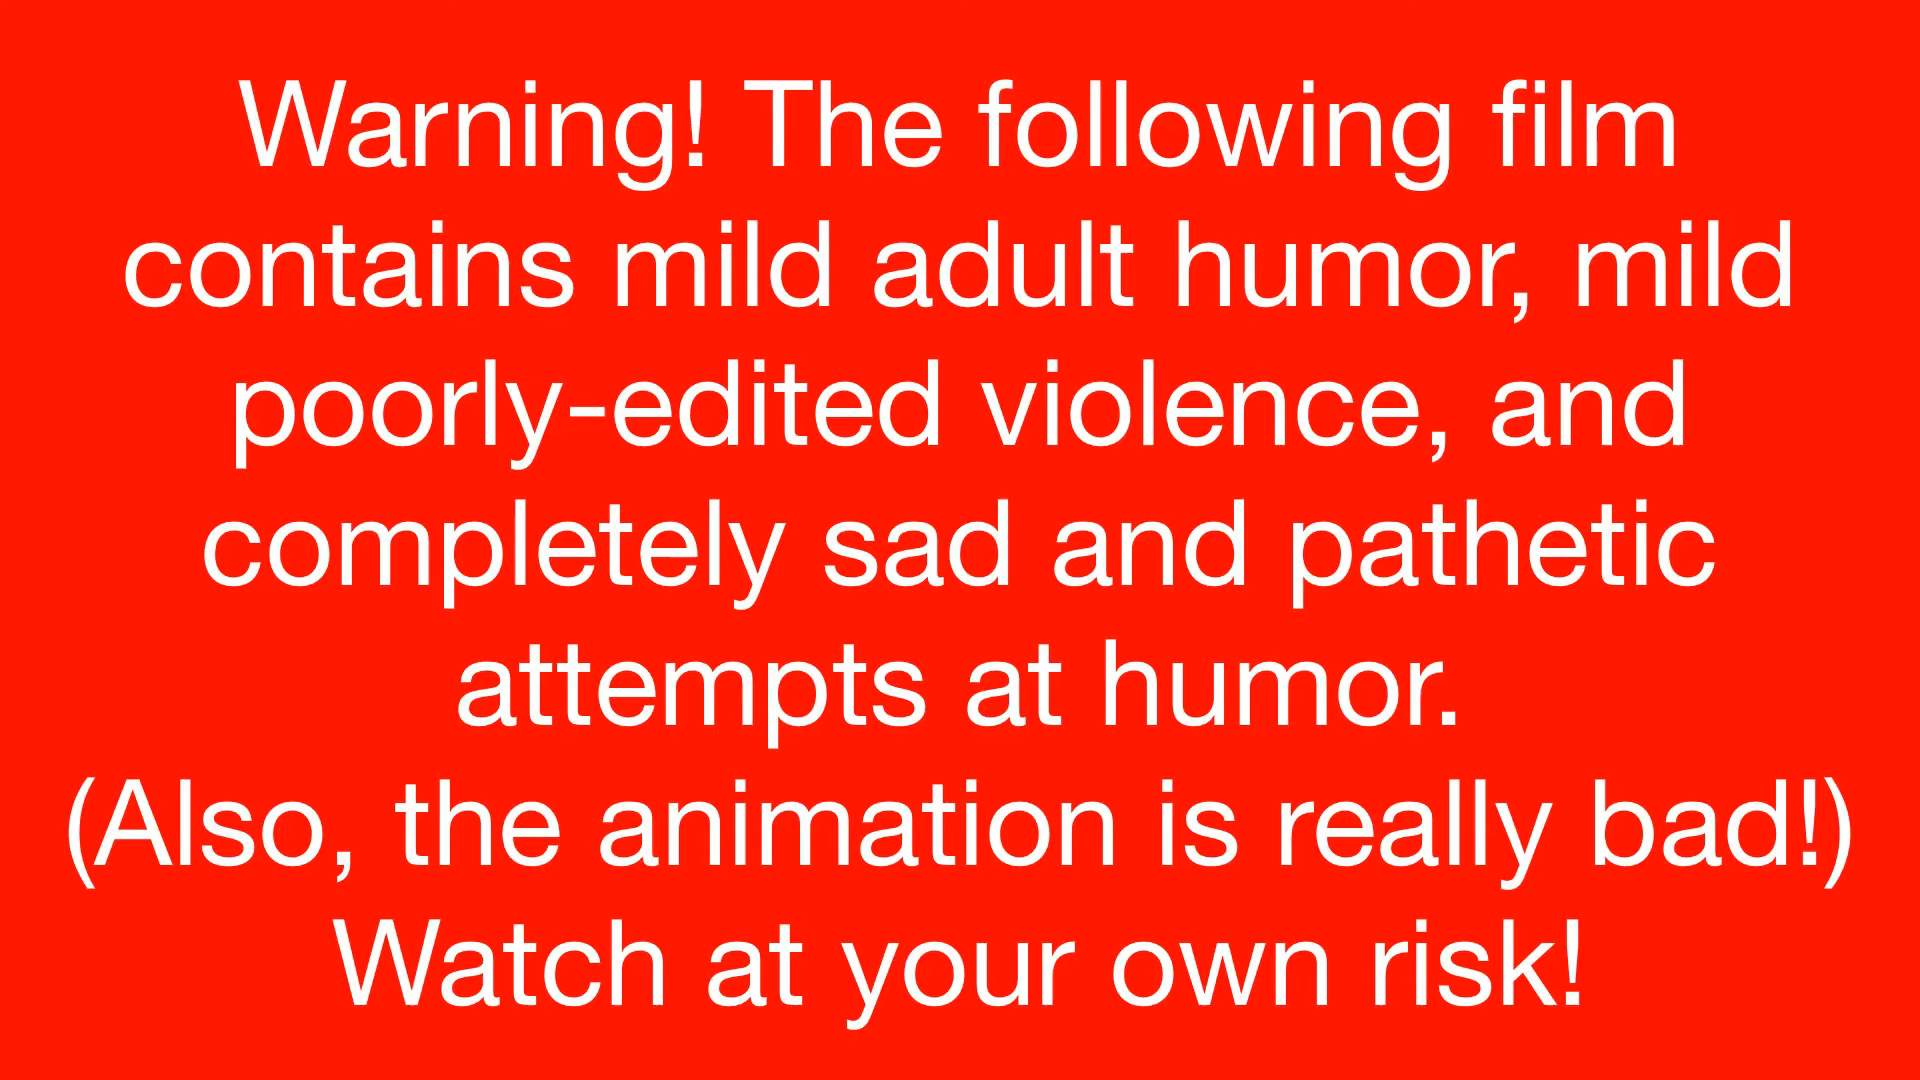 Warning! The following film
contains mild adult humor, mild
poorly-edited violence, and
completely sad and pathetic
attempts at humor.
(Also, the animation is really bad!)
Watch at your own risk!